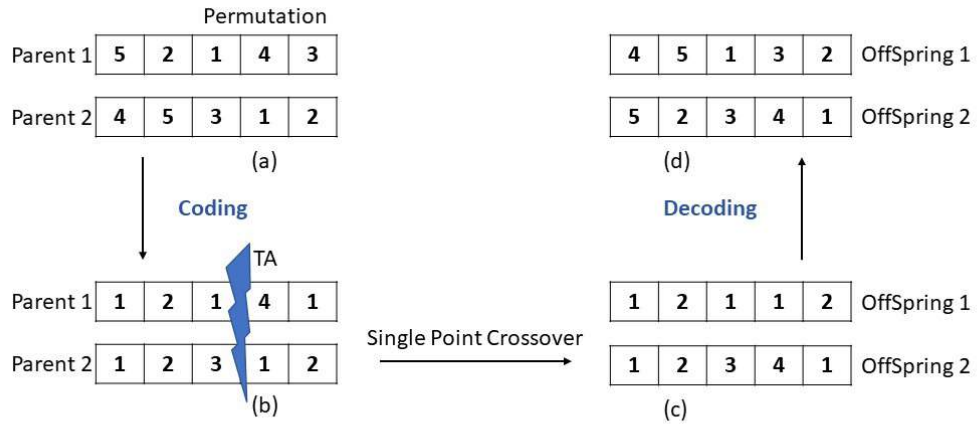 Permutation
Parent 1 5 2 1 4 3
Parent 2 4 5 3 1 2
(a)
4 5 1 3 2 OffSpring 1
5 2 3 4 1 OffSpring 2
(d)
Coding
Decoding
TA
Parent 1 1 2 1 4 1
Parent 2 1 2 3 1 2
(b)
Single Point Crossover
1 2 1 1 2 OffSpring 1
1 2 3 4 1 OffSpring 2
(c)